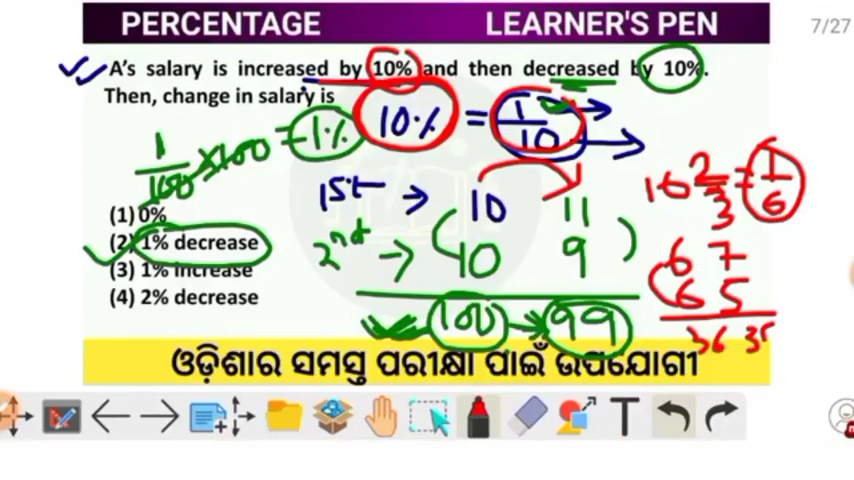 PERCENTAGE LEARNER'S PEN
7/27
A's salary is increased by 10% and then decreased by 10%.
Then, change in salary is
1/100 × 100 = 1%
10% = 1/10
1st → 10 11
2nd → (10 9)
100 → 99
16 2/3 = 1/6
6 7
6 5
36 35
(1) 0%
(2) 1% decrease
(3) 1% increase
(4) 2% decrease
ଓଡ଼ିଶାର ସମସ୍ତ ପରୀକ୍ଷା ପାଇଁ ଉପଯୋଗୀ
T